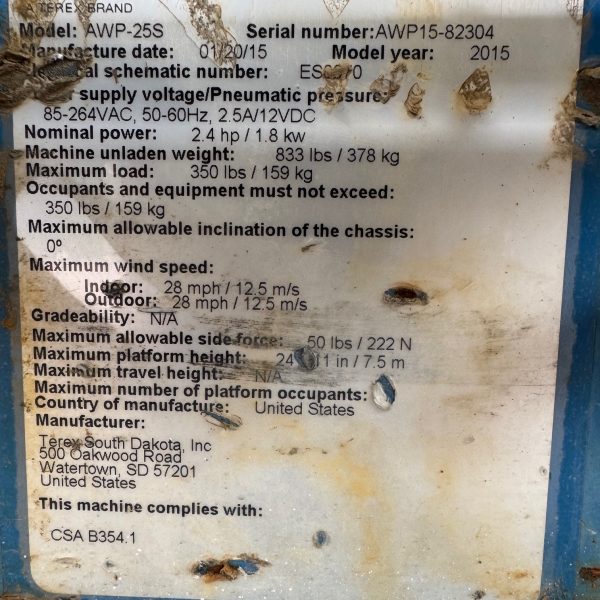 A TEREX BRAND
Model: AWP-25S Serial number: AWP15-82304
Manufacture date: 01/20/15 Model year: 2015
schematic number:
supply voltage/Pneumatic pressure:
85-264VAC, 50-60Hz, 2.5A/12VDC
Nominal power: 2.4 hp / 1.8 kw
Machine unladen weight: 833 lbs / 378 kg
Maximum load: 350 lbs / 159 kg
Occupants and equipment must not exceed:
350 lbs / 159 kg
Maximum allowable inclination of the chassis:
0º
Maximum wind speed:
Indoor: 28 mph / 12.5 m/s
Outdoor: 28 mph / 12.5 m/s
Gradeability: N/A
Maximum allowable side force: 50 lbs / 222 N
Maximum platform height: 24 11 in / 7.5 m
Maximum travel height: N/A
Maximum number of platform occupants:
Country of manufacture: United States
Manufacturer:
Terex South Dakota, Inc
500 Oakwood Road
Watertown, SD 57201
United States
This machine complies with:
CSA B354.1